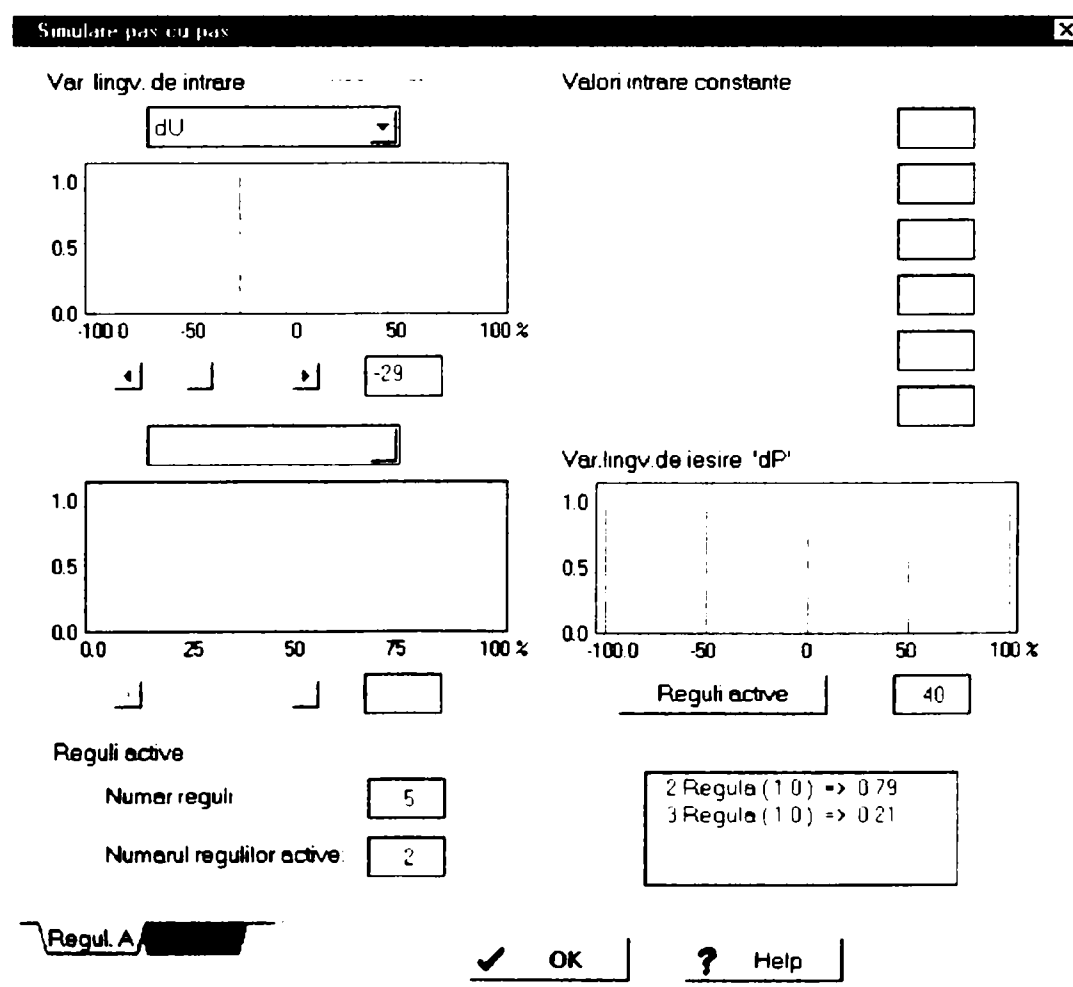 Simulare pas cu pas
Var lingv. de intrare
dU
1.0
0.5
0.0
-100 0 -50 0 50 100 %
-29
1.0
0.5
0.0
0.0 25 50 75 100 %
Reguli active
Numar reguli 5
Numarul regulilor active: 2
Valori intrare constante
Var.lingv.de iesire 'dP'
1.0
0.5
0.0
-100.0 -50 0 50 100 %
Reguli active 40
2 Regula ( 1 0 ) => 0 79
3 Regula ( 1 0 ) => 0 21
Regul. A
OK
? Help